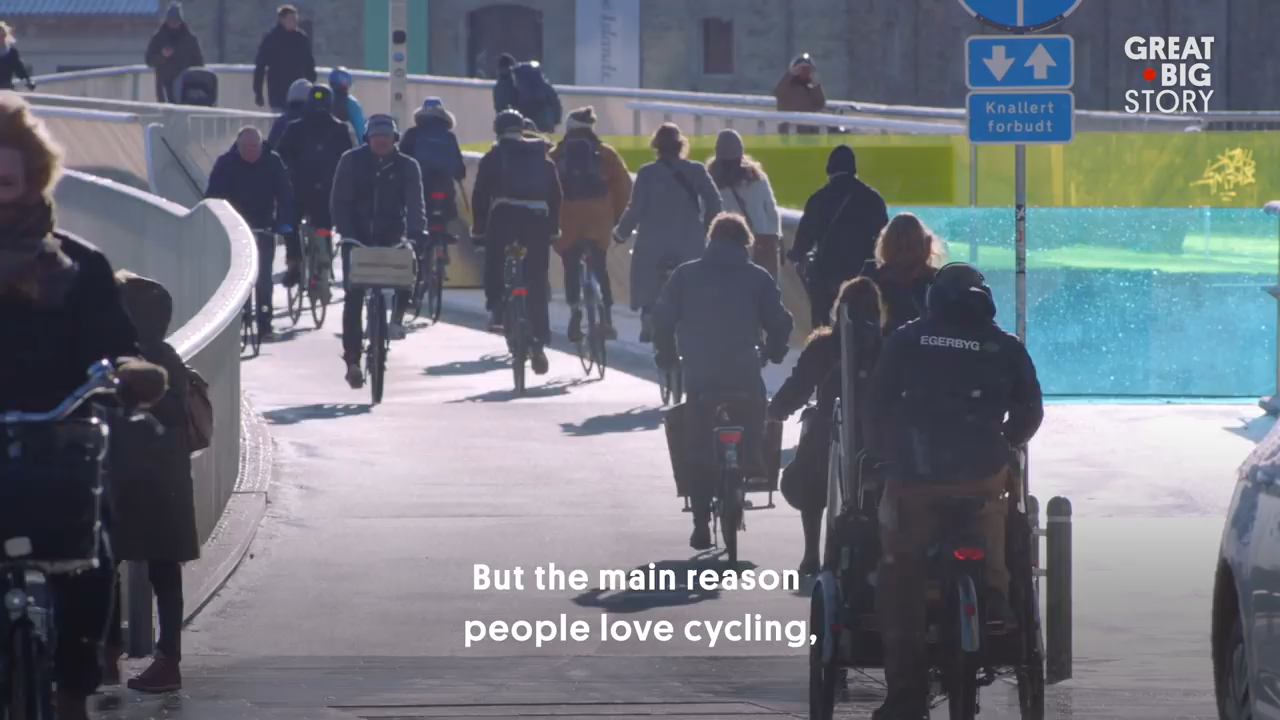 GREAT
BIG
STORY
Knallert
forbudt
EGERBYG
But the main reason
people love cycling,